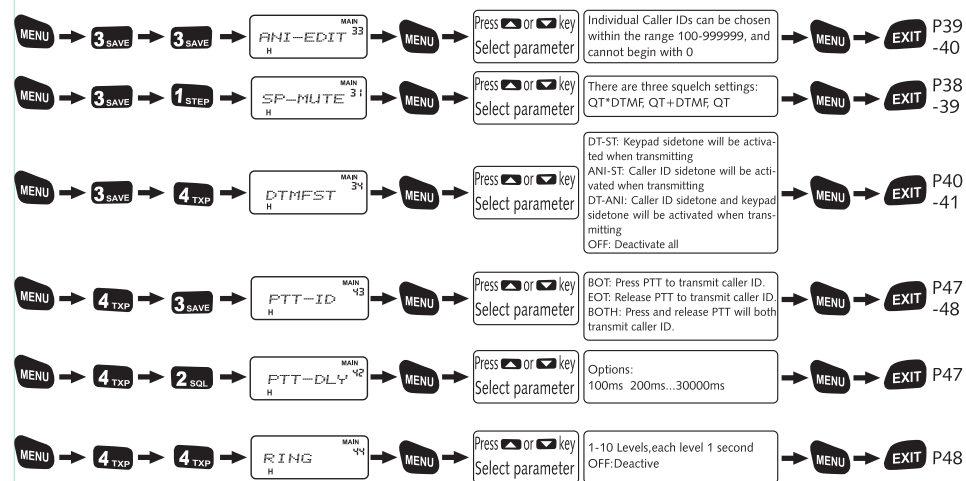 MENU 3 SAVE 3 SAVE MAIN ANI-EDIT 33 H MENU Press or key Select parameter
Individual Caller IDs can be chosen
within the range 100-999999, and
cannot begin with 0
MENU EXIT P39
-40
MENU 3 SAVE 1 STEP MAIN SP-MUTE 31 H MENU Press or key Select parameter
There are three squelch settings:
QT*DTMF, QT+DTMF, QT
MENU EXIT P38
-39
MENU 3 SAVE 4 TXP MAIN DTMFST 34 H MENU Press or key Select parameter
DT-ST: Keypad sidetone will be activa-
ted when transmitting
ANI-ST: Caller ID sidetone will be acti-
vated when transmitting
DT-ANI: Caller ID sidetone and keypad
sidetone will be activated when trans-
mitting
OFF: Deactivate all
MENU EXIT P40
-41
MENU 4 TXP 3 SAVE MAIN PTT-ID 43 H MENU Press or key Select parameter
BOT: Press PTT to transmit caller ID.
EOT: Release PTT to transmit caller ID.
BOTH: Press and release PTT will both
transmit caller ID.
MENU EXIT P47
-48
MENU 4 TXP 2 SQL MAIN PTT-DLY 42 H MENU Press or key Select parameter
Options:
100ms 200ms...30000ms
MENU EXIT P47
MENU 4 TXP 4 TXP MAIN RING 44 H MENU Press or key Select parameter
1-10 Levels,each level 1 second
OFF:Deactive
MENU EXIT P48